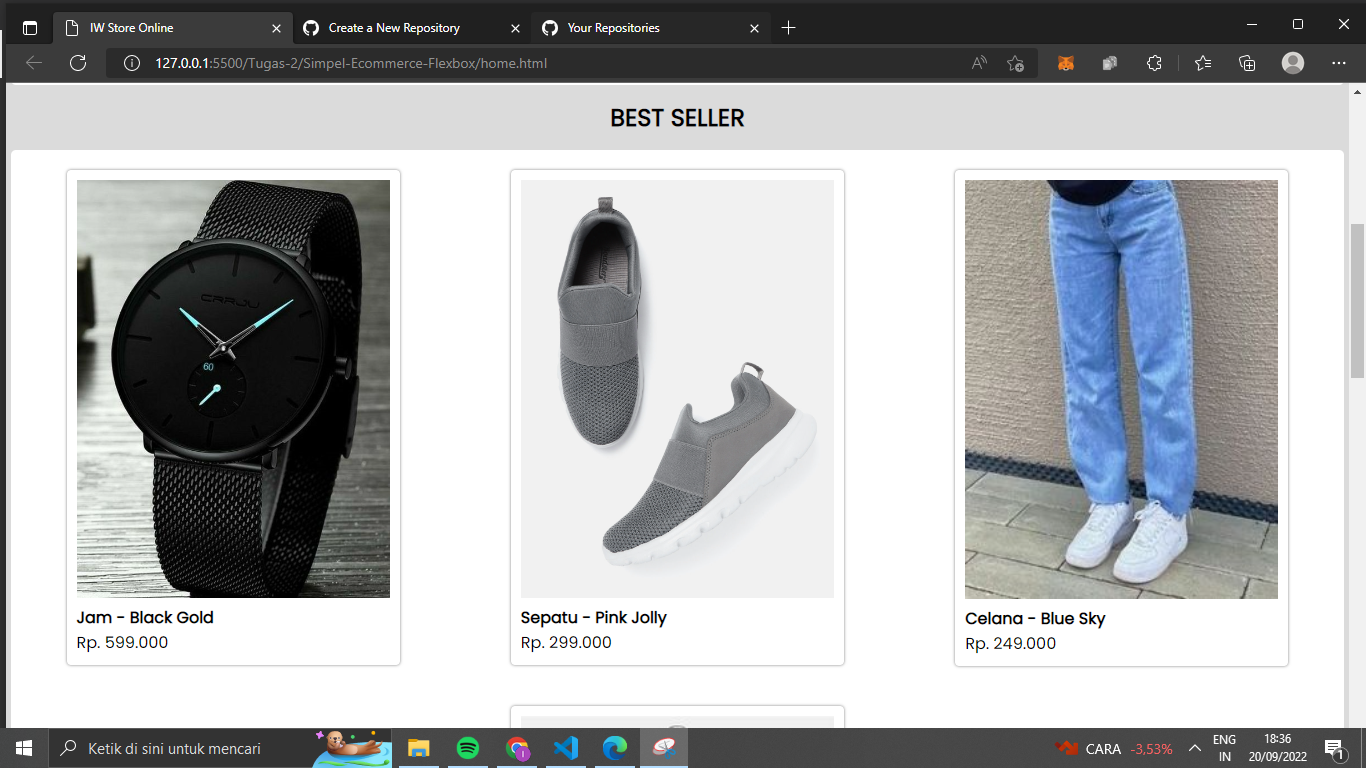 IW Store Online
Create a New Repository
Your Repositories
127.0.0.1:5500/Tugas-2/Simpel-Ecommerce-Flexbox/home.html
BEST SELLER
CRRJU
60
Jam - Black Gold
Rp. 599.000
Sepatu - Pink Jolly
Rp. 299.000
Celana - Blue Sky
Rp. 249.000
Ketik di sini untuk mencari
CARA -3,53%
ENG
IN
18:36
20/09/2022
1